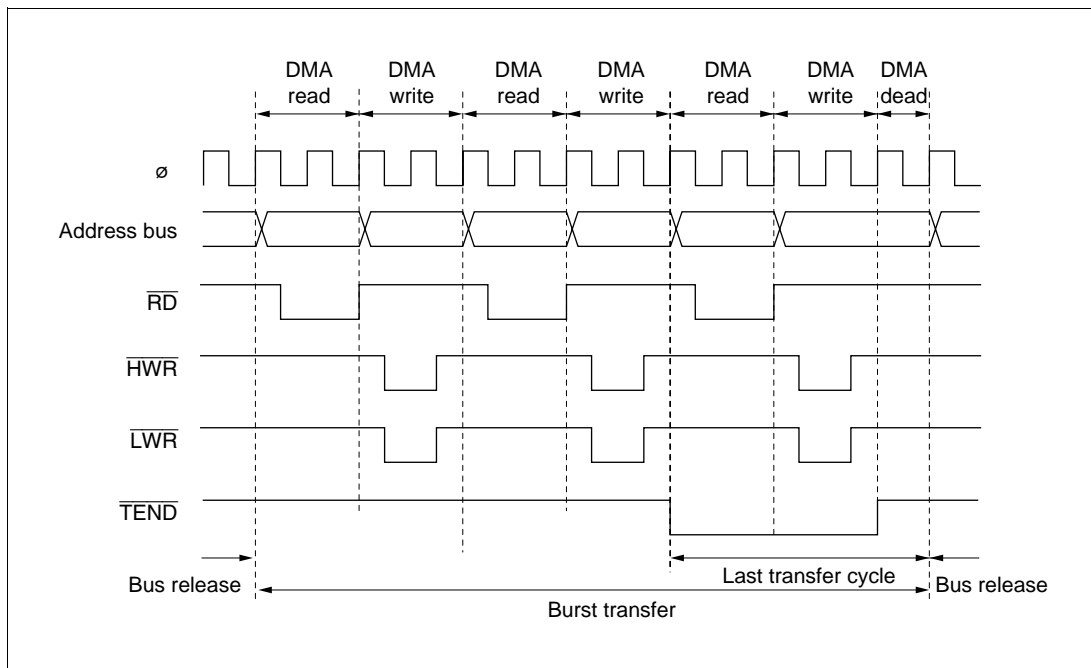 DMA read DMA write DMA read DMA write DMA read DMA write DMA dead
ø
Address bus
RD
HWR
LWR
TEND
Bus release Last transfer cycle Bus release
Burst transfer